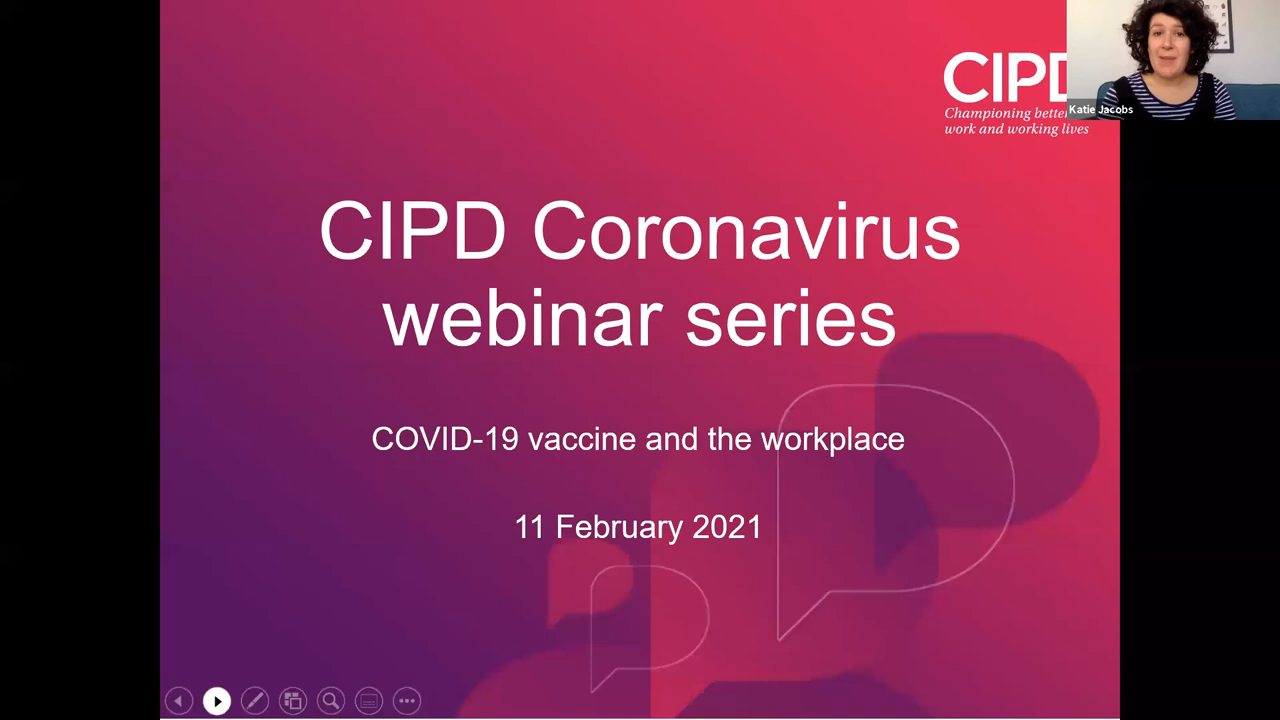 CIPD
Championing better
work and working lives
Katie Jacobs
CIPD Coronavirus
webinar series
COVID-19 vaccine and the workplace
11 February 2021